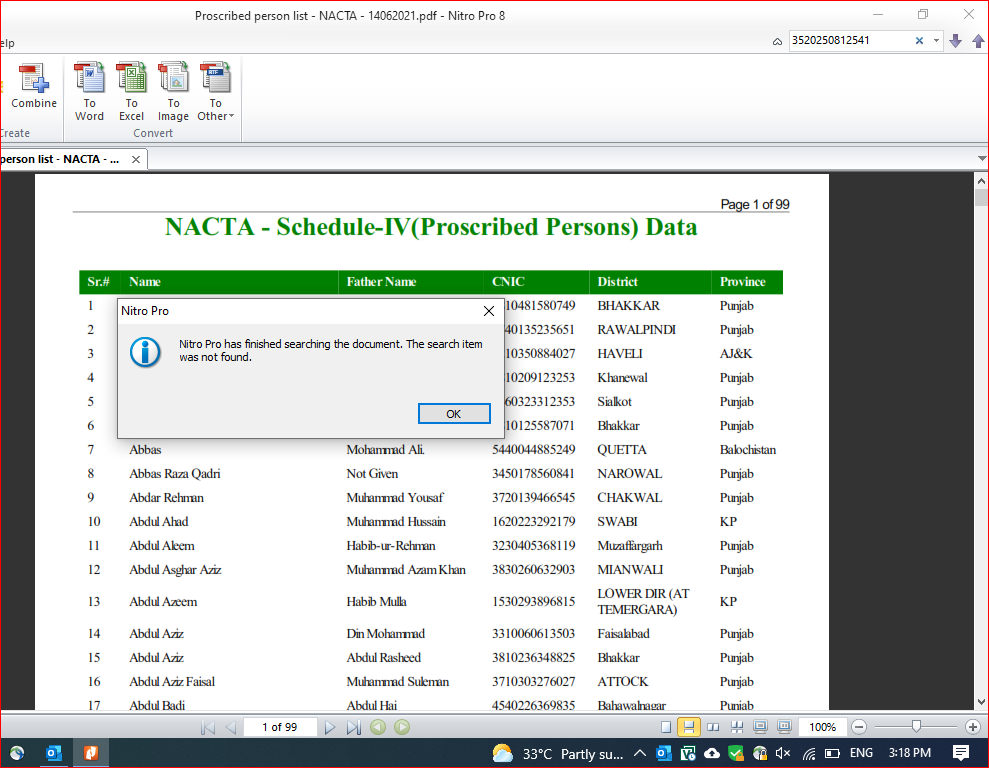 Proscribed person list - NACTA - 14062021.pdf - Nitro Pro 8
elp
3520250812541
Combine
To Word
To Excel
To Image
To Other
Create
Convert
person list - NACTA - ...
Page 1 of 99
NACTA - Schedule-IV(Proscribed Persons) Data
Sr.# Name Father Name CNIC District Province
1 10481580749 BHAKKAR Punjab
2 40135235651 RAWALPINDI Punjab
3 10350884027 HAVELI AJ&K
4 10209123253 Khanewal Punjab
5 60323312353 Sialkot Punjab
6 10125587071 Bhakkar Punjab
Nitro Pro
Nitro Pro has finished searching the document. The search item
was not found.
OK
7 Abbas Mohammad Ali. 5440044885249 QUETTA Balochistan
8 Abbas Raza Qadri Not Given 3450178560841 NAROWAL Punjab
9 Abdar Rehman Muhammad Yousaf 3720139466545 CHAKWAL Punjab
10 Abdul Ahad Muhammad Hussain 1620223292179 SWABI KP
11 Abdul Aleem Habib-ur-Rehman 3230405368119 Muzaffargarh Punjab
12 Abdul Asghar Aziz Muhammad Azam Khan 3830260632903 MIANWALI Punjab
13 Abdul Azeem Habib Mulla 1530293896815 LOWER DIR (AT TEMERGARA) KP
14 Abdul Aziz Din Mohammad 3310060613503 Faisalabad Punjab
15 Abdul Aziz Abdul Rasheed 3810236348825 Bhakkar Punjab
16 Abdul Aziz Faisal Muhammad Suleman 3710303276027 ATTOCK Punjab
17 Abdul Badi Abdul Hai 4540226369835 Bahawalnagar Punjab
1 of 99
100%
33°C Partly su... ENG 3:18 PM